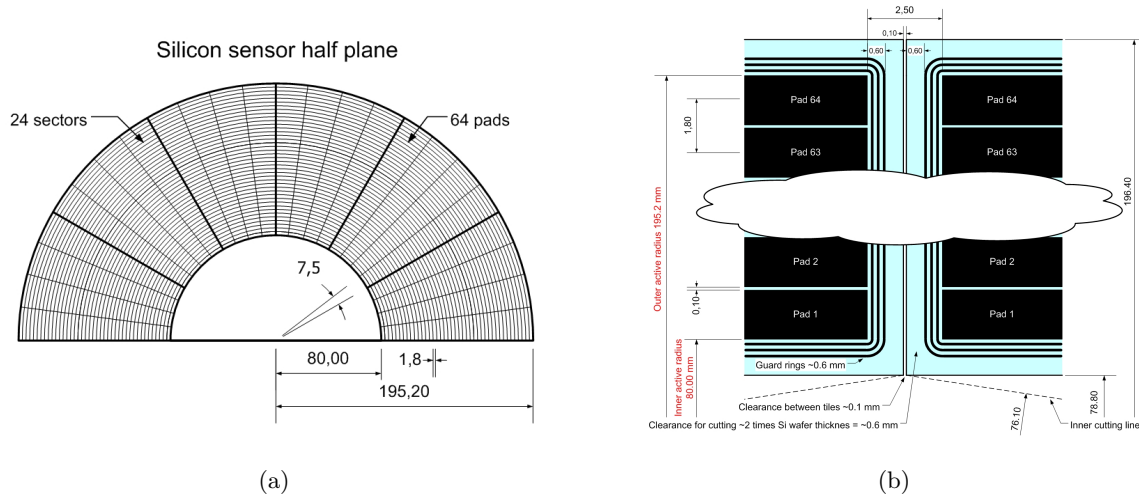 Silicon sensor half plane
24 sectors
64 pads
7,5
80,00
1,8
195,20
(a)
2,50
0,10
0,60
0,60
Pad 64
Pad 64
1,80
Pad 63
Pad 63
Outer active radius 195.2 mm
196.40
Pad 2
Pad 2
0,10
Pad 1
Pad 1
Inner active radius
80.00 mm
Guard rings ~0.6 mm
Clearance between tiles ~0.1 mm
Clearance for cutting ~2 times Si wafer thicknes = ~0.6 mm
76.10
78.80
Inner cutting line
(b)